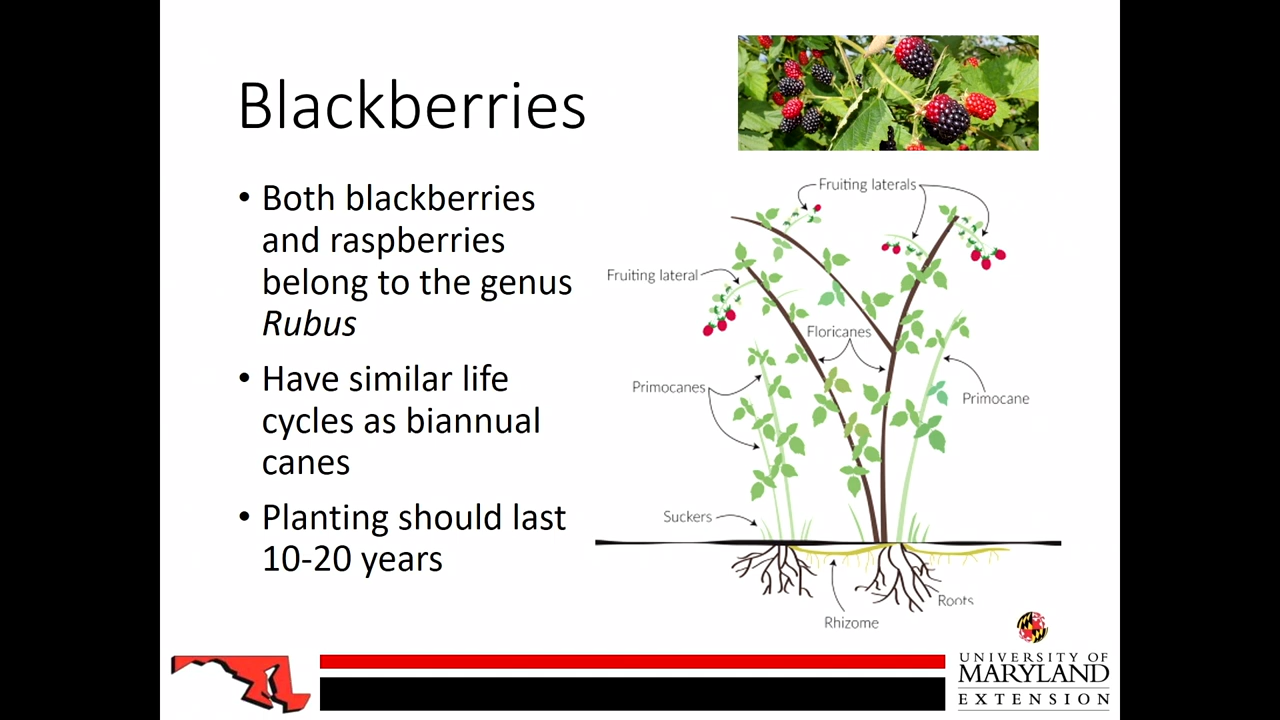 Blackberries
• Both blackberries
and raspberries
belong to the genus
Rubus
• Have similar life
cycles as biannual
canes
• Planting should last
10-20 years
Fruiting laterals
Fruiting lateral
Floricanes
Primocanes
Primocane
Suckers
Roots
Rhizome
UNIVERSITY OF
MARYLAND
EXTENSION